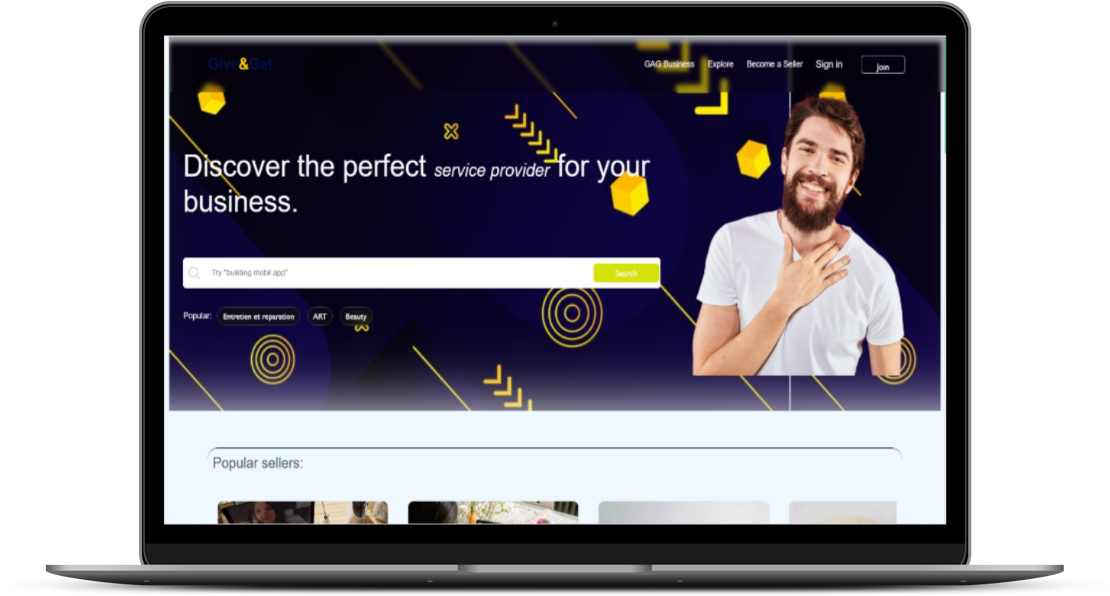 Give&Get
GAG Business Explore Become a Seller Sign in Join
Discover the perfect service provider for your
business.
Try "building mobil app"
Search
Popular: Entretien et reparation ART Beauty
Popular sellers: